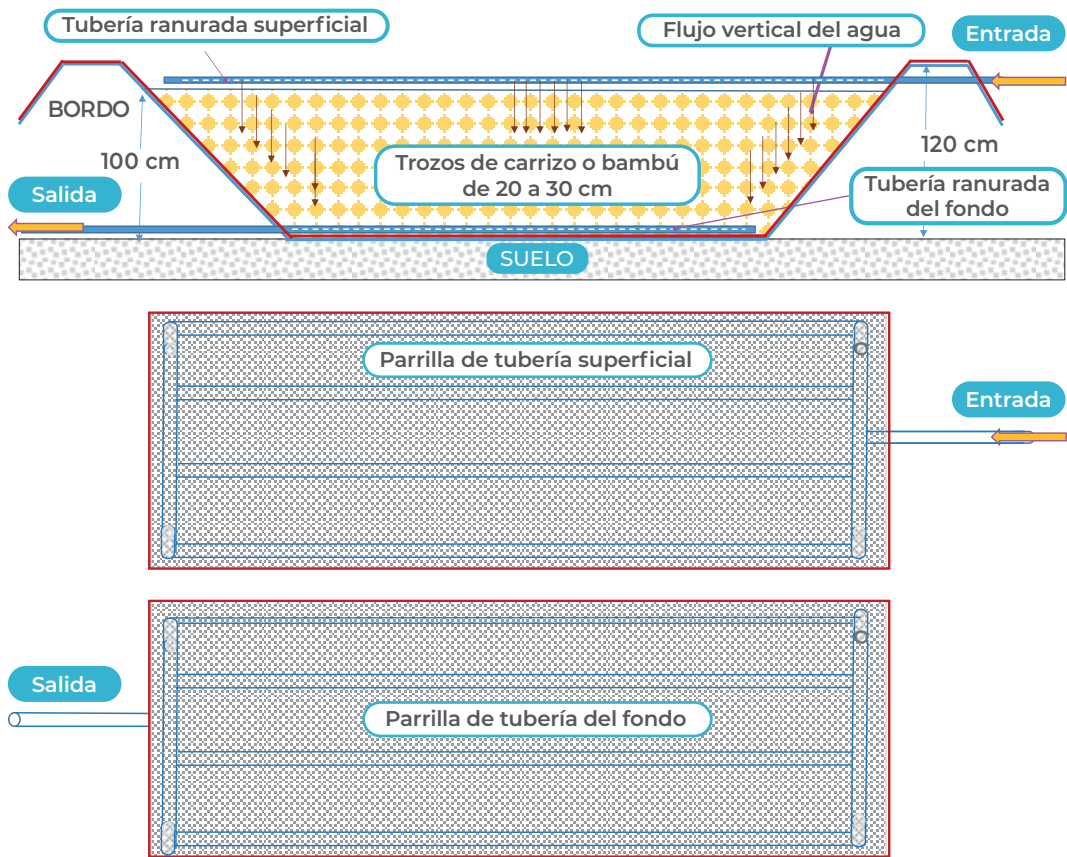 Tubería ranurada superficial
Flujo vertical del agua
Entrada
BORDO
100 cm
120 cm
Trozos de carrizo o bambú
de 20 a 30 cm
Tubería ranurada
del fondo
Salida
SUELO
Parrilla de tubería superficial
Entrada
Salida
Parrilla de tubería del fondo